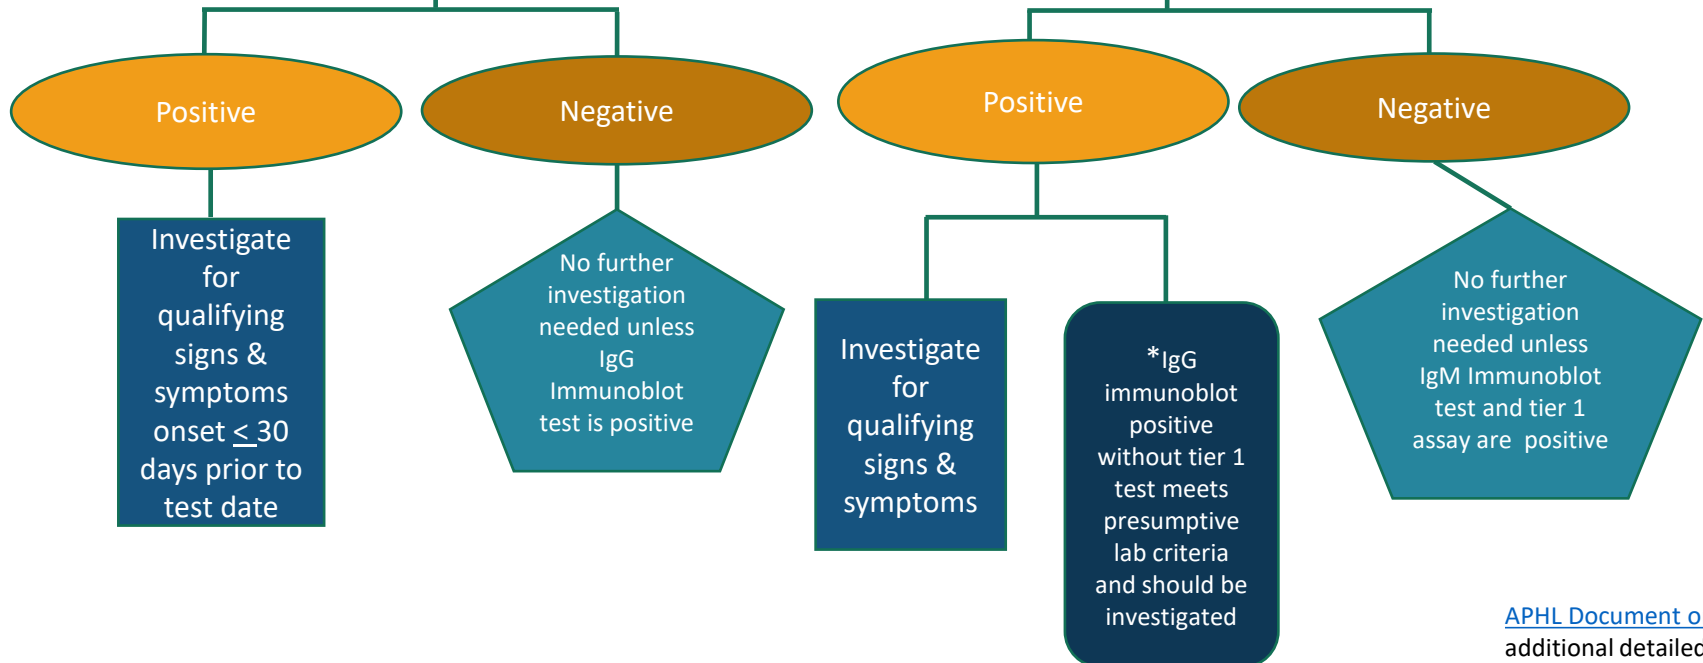 Positive
Negative
Positive
Negative
Investigate
for
qualifying
signs &
symptoms
onset < 30
days prior to
test date
No further
investigation
needed unless
IgG
Immunoblot
test is positive
Investigate
for
qualifying
signs &
symptoms
*IgG
immunoblot
positive
without tier 1
test meets
presumptive
lab criteria
and should be
investigated
No further
investigation
needed unless
IgM Immunoblot
test and tier 1
assay are  positive
APHL Document o
additional detailed